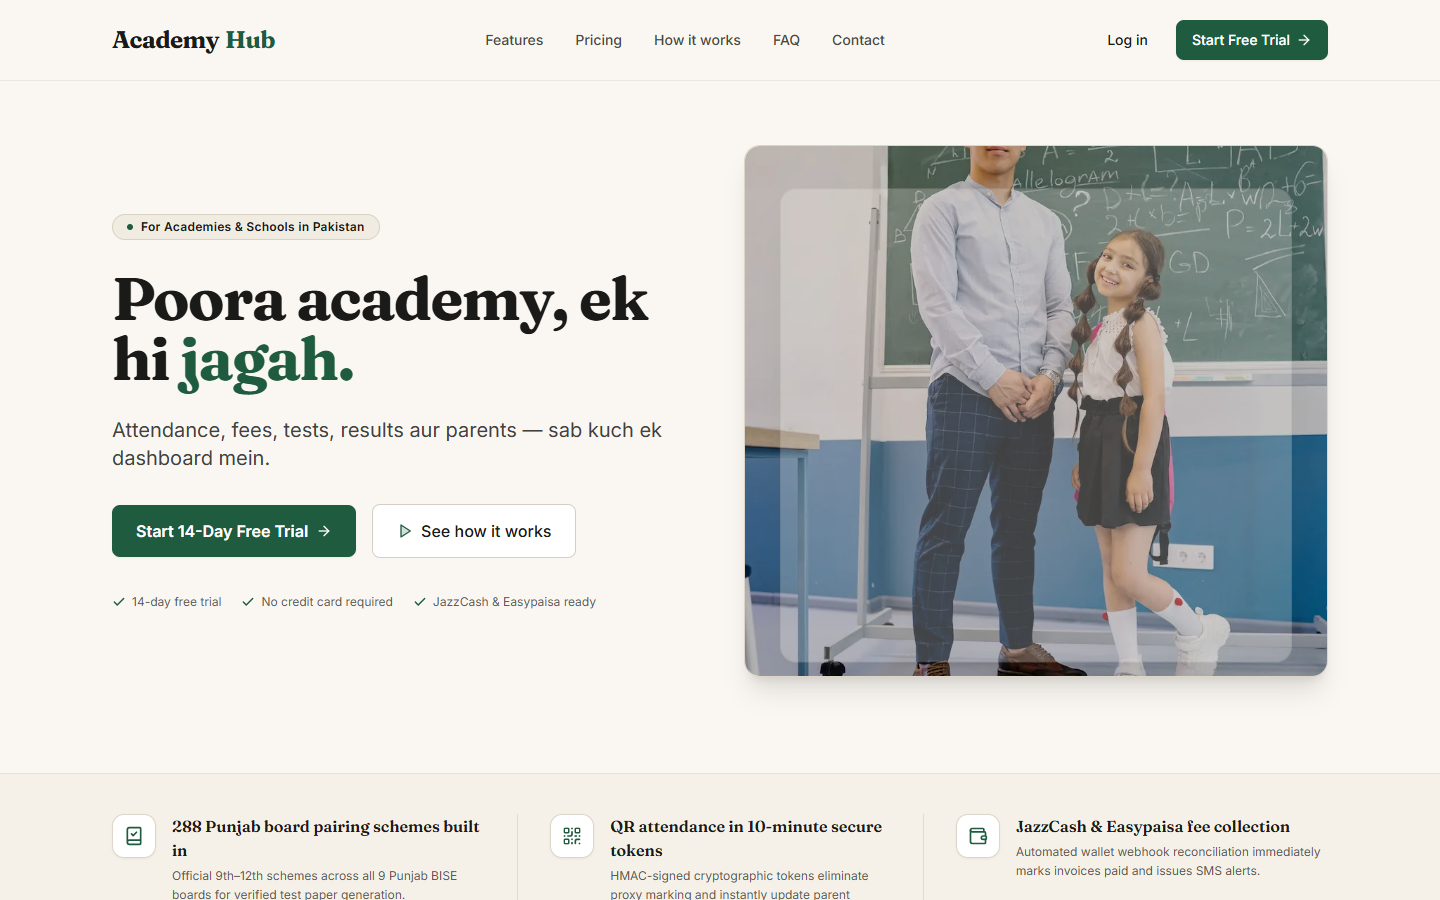 Academy Hub
Features
Pricing
How it works
FAQ
Contact
Log in
Start Free Trial
For Academies & Schools in Pakistan
Poora academy, ek
hi jagah.
Attendance, fees, tests, results aur parents — sab kuch ek
dashboard mein.
Start 14-Day Free Trial
See how it works
14-day free trial
No credit card required
JazzCash & Easypaisa ready
Allelogram
?
P=2L+2w
GD
288 Punjab board pairing schemes built
in
Official 9th–12th schemes across all 9 Punjab BISE
boards for verified test paper generation.
QR attendance in 10-minute secure
tokens
HMAC-signed cryptographic tokens eliminate
proxy marking and instantly update parent
JazzCash & Easypaisa fee collection
Automated wallet webhook reconciliation immediately
marks invoices paid and issues SMS alerts.